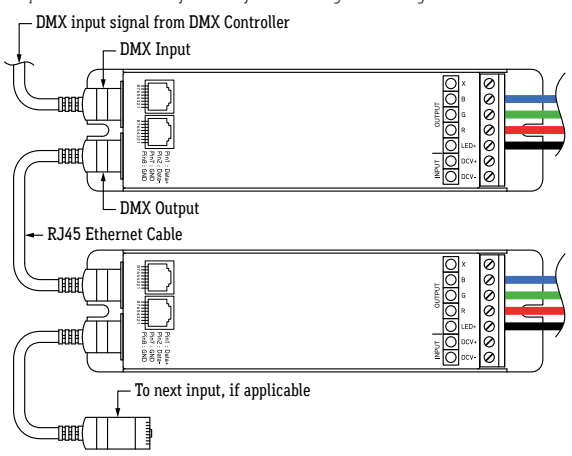 DMX input signal from DMX Controller
DMX Input
X
B
G
R
LED+
DCV+
DCV-
OUTPUT
INPUT
Pin1 : Data+
Pin2 : Data-
Pin7 : GND
Pin8 : GND
DMX Output
RJ45 Ethernet Cable
X
B
G
R
LED+
DCV+
DCV-
OUTPUT
INPUT
Pin1 : Data+
Pin2 : Data-
Pin7 : GND
Pin8 : GND
To next input, if applicable